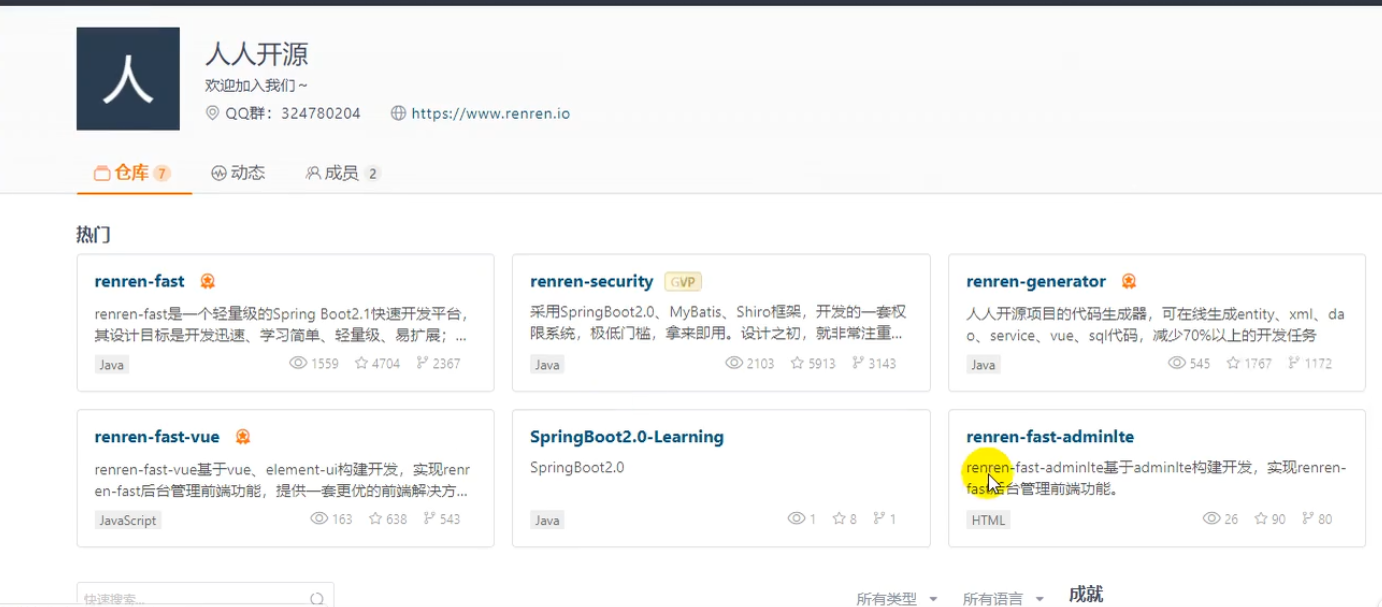 人
人人开源
欢迎加入我们~
QQ群：324780204 https://www.renren.io
仓库 7 动态 成员 2
热门
renren-fast
renren-fast是一个轻量级的Spring Boot2.1快速开发平台，
其设计目标是开发迅速、学习简单、轻量级、易扩展；...
Java 1559 4704 2367
renren-security GVP
采用SpringBoot2.0、MyBatis、Shiro框架，开发的一套权
限系统，极低门槛，拿来即用。设计之初，就非常注重...
Java 2103 5913 3143
renren-generator
人人开源项目的代码生成器，可在线生成entity、xml、da
o、service、vue、sql代码，减少70%以上的开发任务
Java 545 1767 1172
renren-fast-vue
renren-fast-vue基于vue、element-ui构建开发，实现renr
en-fast后台管理前端功能，提供一套更优的前端解决方...
JavaScript 163 638 543
SpringBoot2.0-Learning
SpringBoot2.0
Java 1 8 1
renren-fast-adminlte
renren-fast-adminlte基于adminlte构建开发，实现renren-
fast后台管理前端功能。
HTML 26 90 80
快速搜索... 所有类型 所有语言 成就